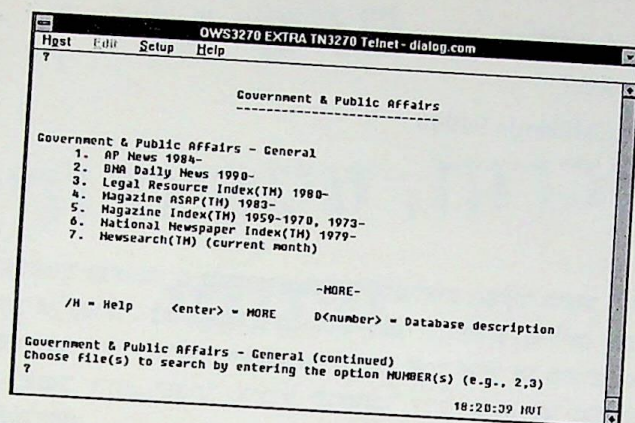 QWS3270 EXTRA TN3270 Telnet - dialog.com
Host Edit Setup Help
?
Government & Public Affairs
---------------------------
Government & Public Affairs - General
1. AP News 1984-
2. BNA Daily News 1990-
3. Legal Resource Index(TM) 1980-
4. Magazine ASAP(TM) 1983-
5. Magazine Index(TM) 1959-1970, 1973-
6. National Newspaper Index(TM) 1979-
7. Newsearch(TM) (current month)
-MORE-
/H = Help <enter> = MORE D<number> = Database description
Government & Public Affairs - General (continued)
Choose file(s) to search by entering the option NUMBER(s) (e.g., 2,3)
?
18:20:39 NVT